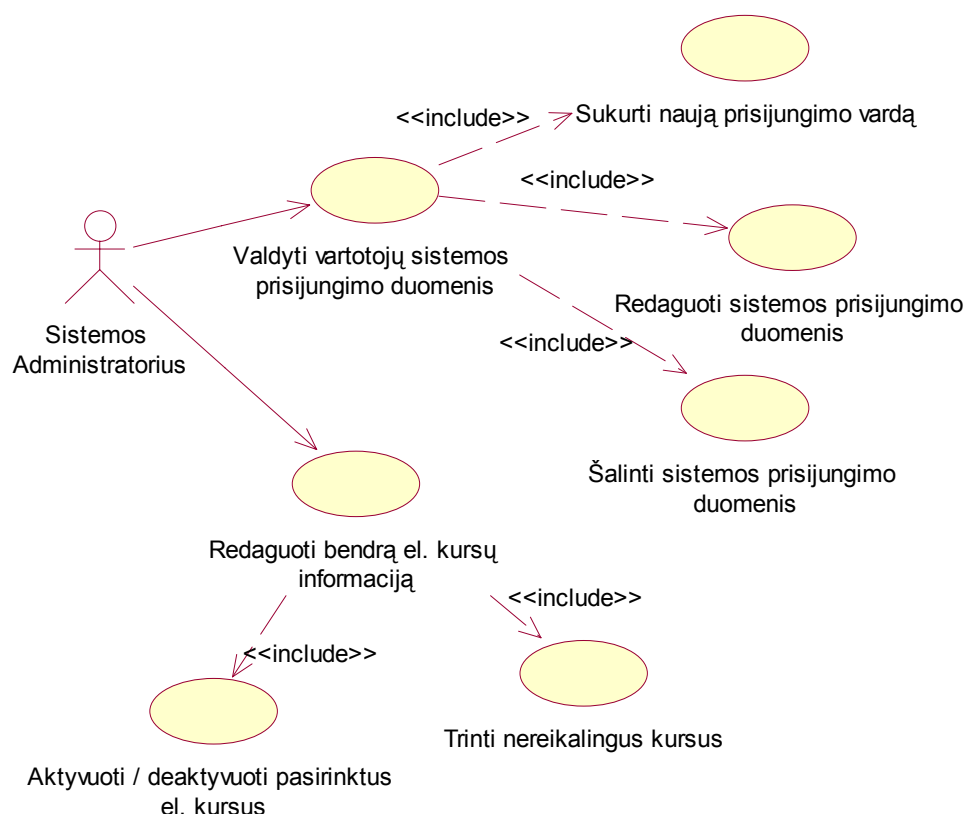 <<include>>
Sukurti naują prisijungimo vardą
<<include>>
Valdyti vartotojų sistemos
prisijungimo duomenis
Redaguoti sistemos prisijungimo
duomenis
<<include>>
Sistemos
Administratorius
Šalinti sistemos prisijungimo
duomenis
Redaguoti bendrą el. kursų
informaciją
<<include>>
<<include>>
Trinti nereikalingus kursus
Aktyvuoti / deaktyvuoti pasirinktus
el. kursus